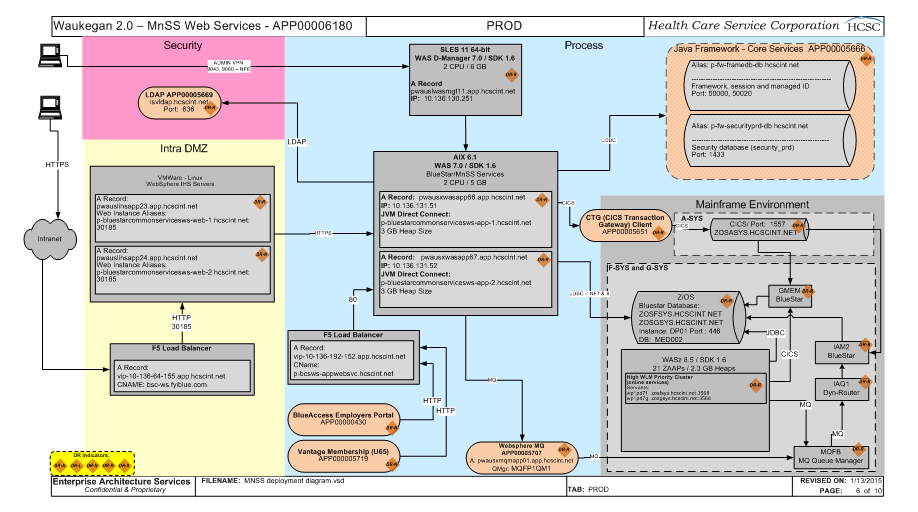 Waukegan 2.0 – MnSS Web Services - APP00006180
PROD
Health Care Service Corporation HCSC
Security
Process
ADMIN VPN
9043, 9060 – NF6
LDAP APP00005669
isvldap.hcscint.net
Port: 636
LDAP
SLES 11 64-bit
WAS D-Manager 7.0 / SDK 1.6
2 CPU / 6 GB
A Record
pwauslwasmgt11.app.hcscint.net
IP: 10.136.130.251
Java Framework - Core Services APP00005666
Alias: p-fw-framedb-db.hcscint net
Framework, session and managed ID
Port: 50000, 50020
Alias: p-fw-securityprd-db hcscint net
Security database (security_prd)
Port: 1433
JDBC
HTTPS
Intranet
Intra DMZ
VMWare - Linux
WebSphere IHS Servers
A Record:
pwauslihsapp23.app.hcscint net
Web Instance Aliases:
p-bluestarcommonservicesws-web-1.hcscint net:
30185
A Record:
pwauslihsapp24.app.hcscint net
Web Instance Aliases:
p-bluestarcommonservicesws-web-2.hcscint net:
30185
HTTPS
HTTP
30185
F5 Load Balancer
A Record:
vip-10-136-64-155.app.hcscint.net
CNAME: bsc-ws.fyiblue.com
AIX 6.1
WAS 7.0 / SDK 1.6
BlueStar/MnSS Services
2 CPU / 5 GB
A Record: pwausxwasapp66.app.hcscint net
IP: 10.136.131.51
JVM Direct Connect:
p-bluestarcommonservicesws-app-1.hcscint net
3 GB Heap Size
A Record: pwausxwasapp67.app.hcscint net
IP: 10.136.131.52
JVM Direct Connect:
p-bluestarcommonservicesws-app-2.hcscint net
3 GB Heap Size
80
F5 Load Balancer
A Record:
vip-10-136-192-152.app.hcscint.net
CName:
p-bcsws-appwebsvc.hcscint.net
HTTP
HTTP
BlueAccess Employers Portal
APP00000430
Vantage Membership (U65)
APP00005719
MQ
Websphere MQ
APP00005707
A: pwausxmqmapp01.app.hcscint.net
QMgr: MQFP1QM1
MQ
CICS
CTG (CICS Transaction
Gateway) Client
APP00005651
CICS
Mainframe Environment
A-SYS
CICS/ Port: 1557
ZOSASYS.HCSCINT.NET
F-SYS and G-SYS
Z/OS
Bluestar Database:
ZOSFSYS.HCSCINT.NET
ZOSGSYS.HCSCINT.NET
Instance: DP01 Port : 446
DB: MED002
GMEM
BlueStar
JDBC
CICS
IAM2
BlueStar
IAQ1
Dyn-Router
MQ
MQ
MQFB
MQ Queue Manager
WASz 8.5 / SDK 1.6
21 ZAAPs / 2.3 GB Heaps
High WLM Priority Cluster
(online services)
Servants:
DR Indicators:
Enterprise Architecture Services
Confidential & Proprietary
FILENAME: MNSS deployment diagram.vsd
TAB: PROD
REVISED ON: 1/13/2015
PAGE: 6 of 10